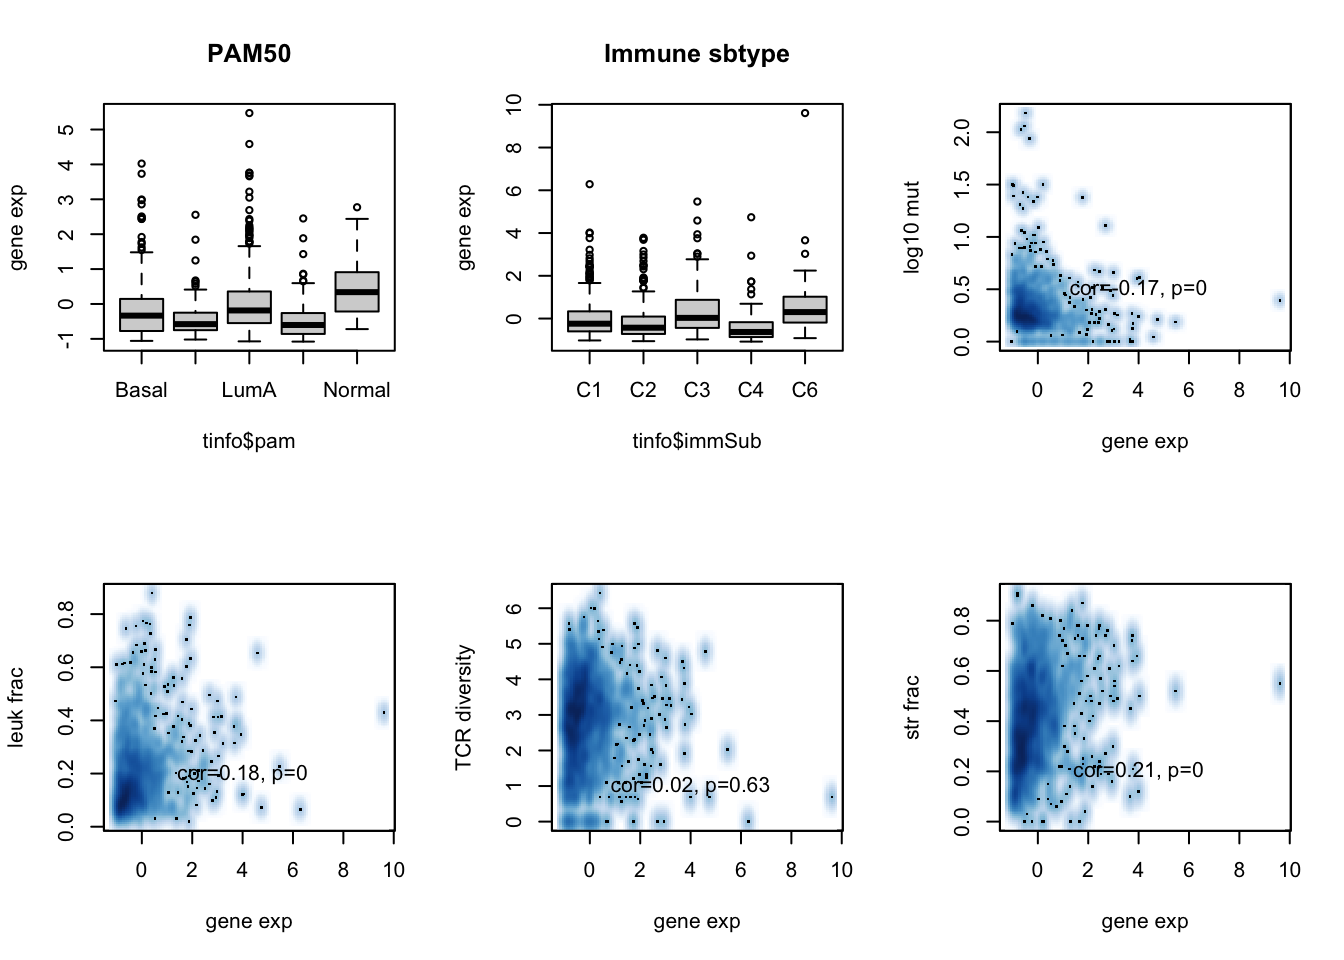 PAM50
gene exp
-1 0 1 2 3 4 5
Basal LumA Normal
tinfo$pam
Immune sbtype
gene exp
0 2 4 6 8 10
C1 C2 C3 C4 C6
tinfo$immSub
log10 mut
0.0 0.5 1.0 1.5 2.0
cor=-0.17, p=0
0 2 4 6 8 10
gene exp
leuk frac
0.0 0.2 0.4 0.6 0.8
cor=0.18, p=0
0 2 4 6 8 10
gene exp
TCR diversity
0 1 2 3 4 5 6
cor=0.02, p=0.63
0 2 4 6 8 10
gene exp
str frac
0.0 0.2 0.4 0.6 0.8
cor=0.21, p=0
0 2 4 6 8 10
gene exp